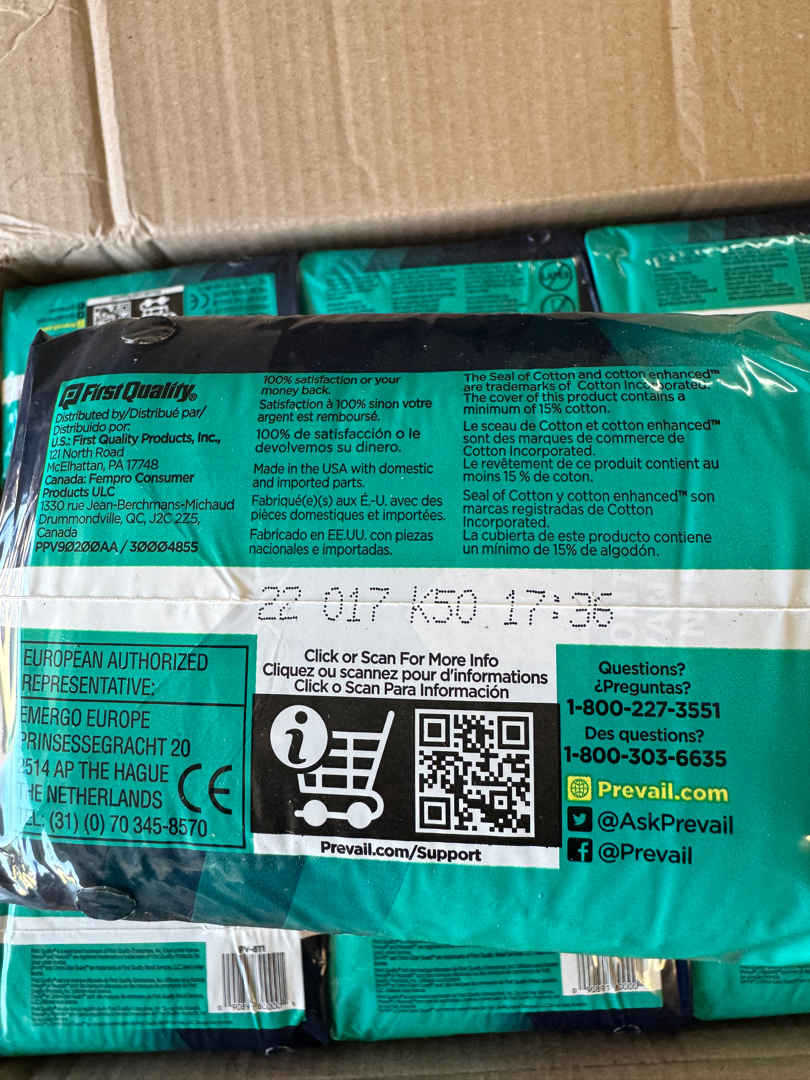 First Quality®
Distributed by/Distribué par/
Distribuido por:
U.S.: First Quality Products, Inc.,
121 North Road
McElhattan, PA 17748
Canada: Fempro Consumer
Products ULC
1330 rue Jean-Berchmans-Michaud
Drummondville, QC, J2C 2Z5,
Canada
PPV90200AA / 30004855
100% satisfaction or your
money back.
Satisfaction à 100% sinon votre
argent est remboursé.
100% de satisfacción o le
devolvemos su dinero.
Made in the USA with domestic
and imported parts.
Fabriqué(e)(s) aux É.-U. avec des
pièces domestiques et importées.
Fabricado en EE.UU. con piezas
nacionales e importadas.
The Seal of Cotton and cotton enhanced™
are trademarks of Cotton Incorporated.
The cover of this product contains a
minimum of 15% cotton.
Le sceau de Cotton et cotton enhanced™
sont des marques de commerce de
Cotton Incorporated.
Le revêtement de ce produit contient au
moins 15 % de coton.
Seal of Cotton y cotton enhanced™ son
marcas registradas de Cotton
Incorporated.
La cubierta de este producto contiene
un mínimo de 15% de algodón.
22 017 K50 17:36
EUROPEAN AUTHORIZED
REPRESENTATIVE:
EMERGO EUROPE
PRINSESSEGRACHT 20
2514 AP THE HAGUE
THE NETHERLANDS
TEL: (31) (0) 70 345-8570
CE
Click or Scan For More Info
Cliquez ou scannez pour d'informations
Click o Scan Para Información
i
Prevail.com/Support
Questions?
¿Preguntas?
1-800-227-3551
Des questions?
1-800-303-6635
Prevail.com
@AskPrevail
@Prevail